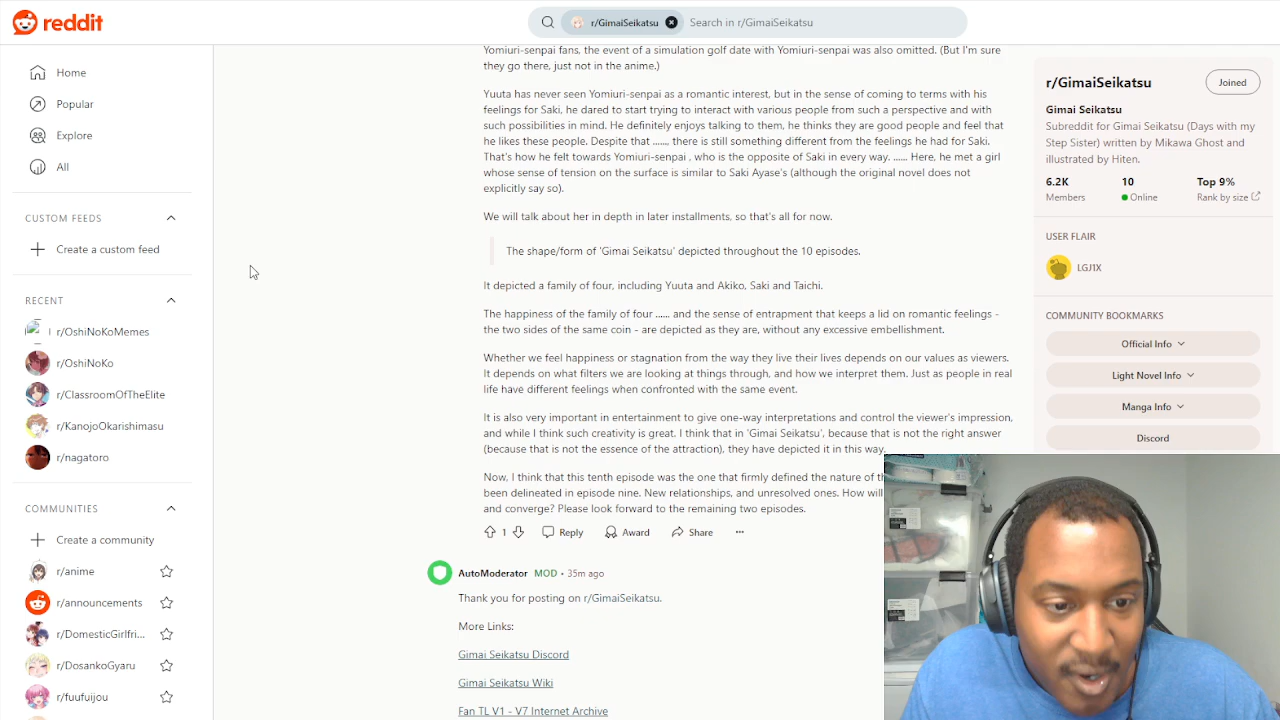 reddit
r/GimaiSeikatsu
Search in r/GimaiSeikatsu
Home
Popular
Explore
All
CUSTOM FEEDS
Create a custom feed
RECENT
r/OshiNoKoMemes
r/OshiNoKo
r/ClassroomOfTheElite
r/KanojoOkarishimasu
r/nagatoro
COMMUNITIES
Create a community
r/anime
r/announcements
r/DomesticGirlfri...
r/DosankoGyaru
r/fuufuijou
Yomiuri-senpai fans, the event of a simulation golf date with Yomiuri-senpai was also omitted. (But I'm sure
they go there, just not in the anime.)
Yuuta has never seen Yomiuri-senpai as a romantic interest, but in the sense of coming to terms with his
feelings for Saki, he dared to start trying to interact with various people from such a perspective and with
such possibilities in mind. He definitely enjoys talking to them, he thinks they are good people and feel that
he likes these people. Despite that ......, there is still something different from the feelings he had for Saki.
That's how he felt towards Yomiuri-senpai , who is the opposite of Saki in every way. ...... Here, he met a girl
whose sense of tension on the surface is similar to Saki Ayase's (although the original novel does not
explicitly say so).
We will talk about her in depth in later installments, so that's all for now.
The shape/form of 'Gimai Seikatsu' depicted throughout the 10 episodes.
It depicted a family of four, including Yuuta and Akiko, Saki and Taichi.
The happiness of the family of four ...... and the sense of entrapment that keeps a lid on romantic feelings -
the two sides of the same coin - are depicted as they are, without any excessive embellishment.
Whether we feel happiness or stagnation from the way they live their lives depends on our values as viewers.
It depends on what filters we are looking at things through, and how we interpret them. Just as people in real
life have different feelings when confronted with the same event.
It is also very important in entertainment to give one-way interpretations and control the viewer's impression,
and while I think such creativity is great, I think that in 'Gimai Seikatsu', because that is not the right answer
(because that is not the essence of the attraction), they have depicted it in this way.
Now, I think that this tenth episode was the one that firmly defined the nature of
been delineated in episode nine. New relationships, and unresolved ones. How will
and converge? Please look forward to the remaining two episodes.
1
Reply
Award
Share
AutoModerator MOD • 35m ago
Thank you for posting on r/GimaiSeikatsu.
More Links:
Gimai Seikatsu Discord
Gimai Seikatsu Wiki
Fan TL V1 - V7 Internet Archive
r/GimaiSeikatsu
Joined
Gimai Seikatsu
Subreddit for Gimai Seikatsu (Days with my
Step Sister) written by Mikawa Ghost and
illustrated by Hiten.
6.2K 10 Top 9%
Members Online Rank by size
USER FLAIR
LGJ1X
COMMUNITY BOOKMARKS
Official Info
Light Novel Info
Manga Info
Discord